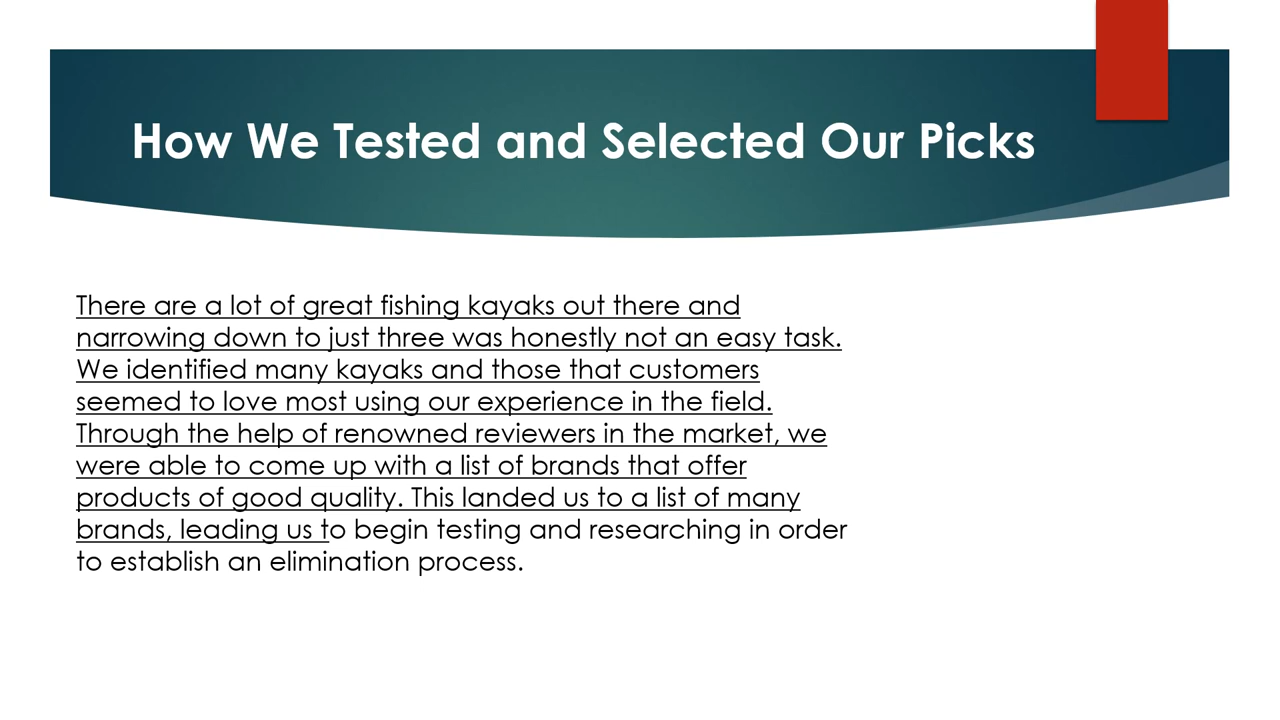 How We Tested and Selected Our Picks
There are a lot of great fishing kayaks out there and
narrowing down to just three was honestly not an easy task.
We identified many kayaks and those that customers
seemed to love most using our experience in the field.
Through the help of renowned reviewers in the market, we
were able to come up with a list of brands that offer
products of good quality. This landed us to a list of many
brands, leading us to begin testing and researching in order
to establish an elimination process.